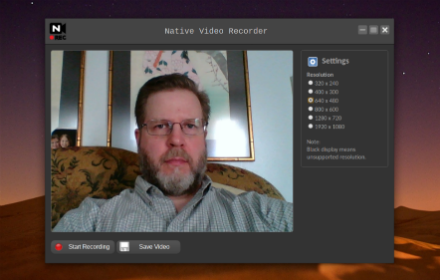 Native Video Recorder
N
REC
Settings
Resolution
320 x 240
400 x 300
640 x 480
800 x 600
1280 x 720
1920 x 1080
Note:
Black display means
unsupported resolution.
Start Recording
Save Video